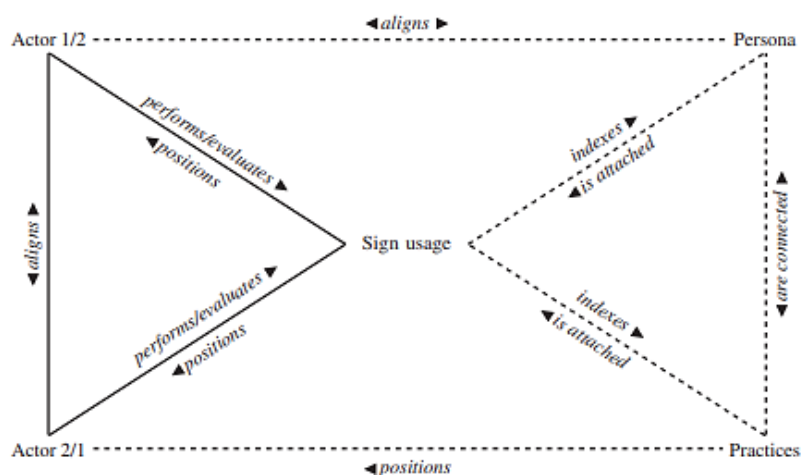 ◄aligns►
Actor 1/2
Persona
performs/evaluates►
◄positions
indexes►
◄is attached
◄aligns►
Sign usage
◄are connected►
performs/evaluates►
◄positions
indexes►
◄is attached
Actor 2/1
Practices
◄positions